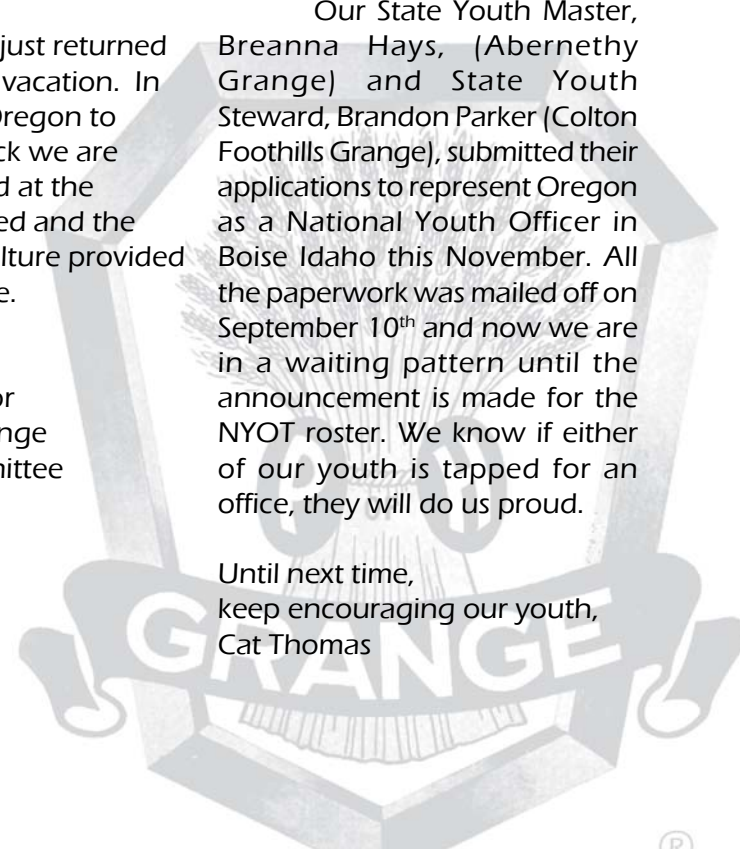 just returned
vacation. In
Oregon to
ck we are
d at the
ed and the
lture provided
e.
or
nge
mittee
Our State Youth Master,
Breanna Hays, (Abernethy
Grange) and State Youth
Steward, Brandon Parker (Colton
Foothills Grange), submitted their
applications to represent Oregon
as a National Youth Officer in
Boise Idaho this November. All
the paperwork was mailed off on
September 10th and now we are
in a waiting pattern until the
announcement is made for the
NYOT roster. We know if either
of our youth is tapped for an
office, they will do us proud.
Until next time,
keep encouraging our youth,
Cat Thomas
P OF H
GRANGE
®